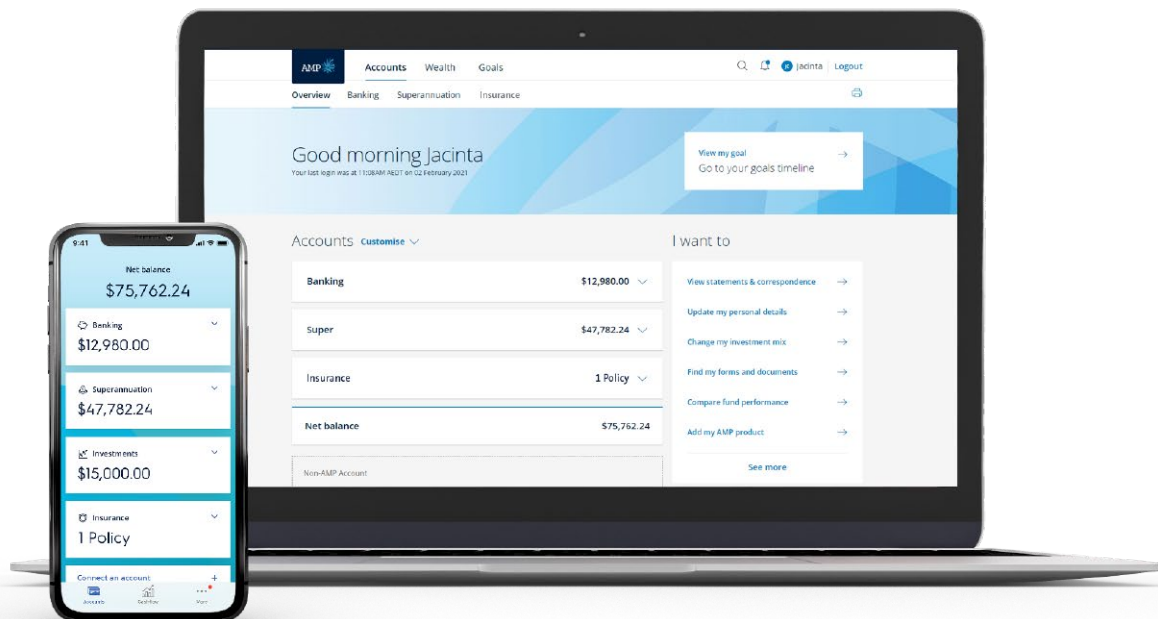 AMP
Accounts Wealth Goals
Jacinta Logout
Overview Banking Superannuation Insurance
Good morning Jacinta
Your last login was at 11:08AM AEDT on 02 February 2021
View my goal
Go to your goals timeline
Accounts Customise
Banking $12,980.00
Super $47,782.24
Insurance 1 Policy
Net balance $75,762.24
Non-AMP Account
I want to
View statements & correspondence
Update my personal details
Change my investment mix
Find my forms and documents
Compare fund performance
Add my AMP product
See more
9:41
Net balance
$75,762.24
Banking
$12,980.00
Superannuation
$47,782.24
Investments
$15,000.00
Insurance
1 Policy
Connect an account +
Accounts Cashflow More